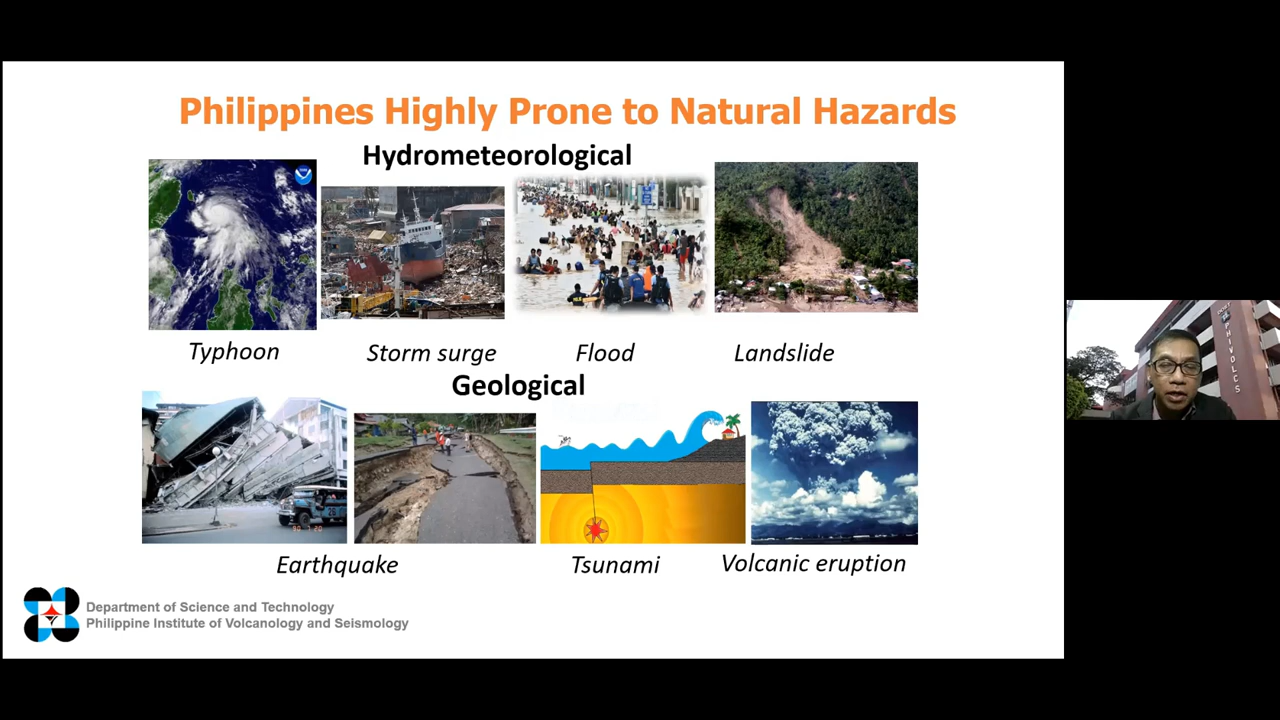 Philippines Highly Prone to Natural Hazards
Hydrometeorological
Typhoon
Storm surge
Flood
Landslide
Geological
Earthquake
Tsunami
Volcanic eruption
Department of Science and Technology
Philippine Institute of Volcanology and Seismology
PHIVOLCS